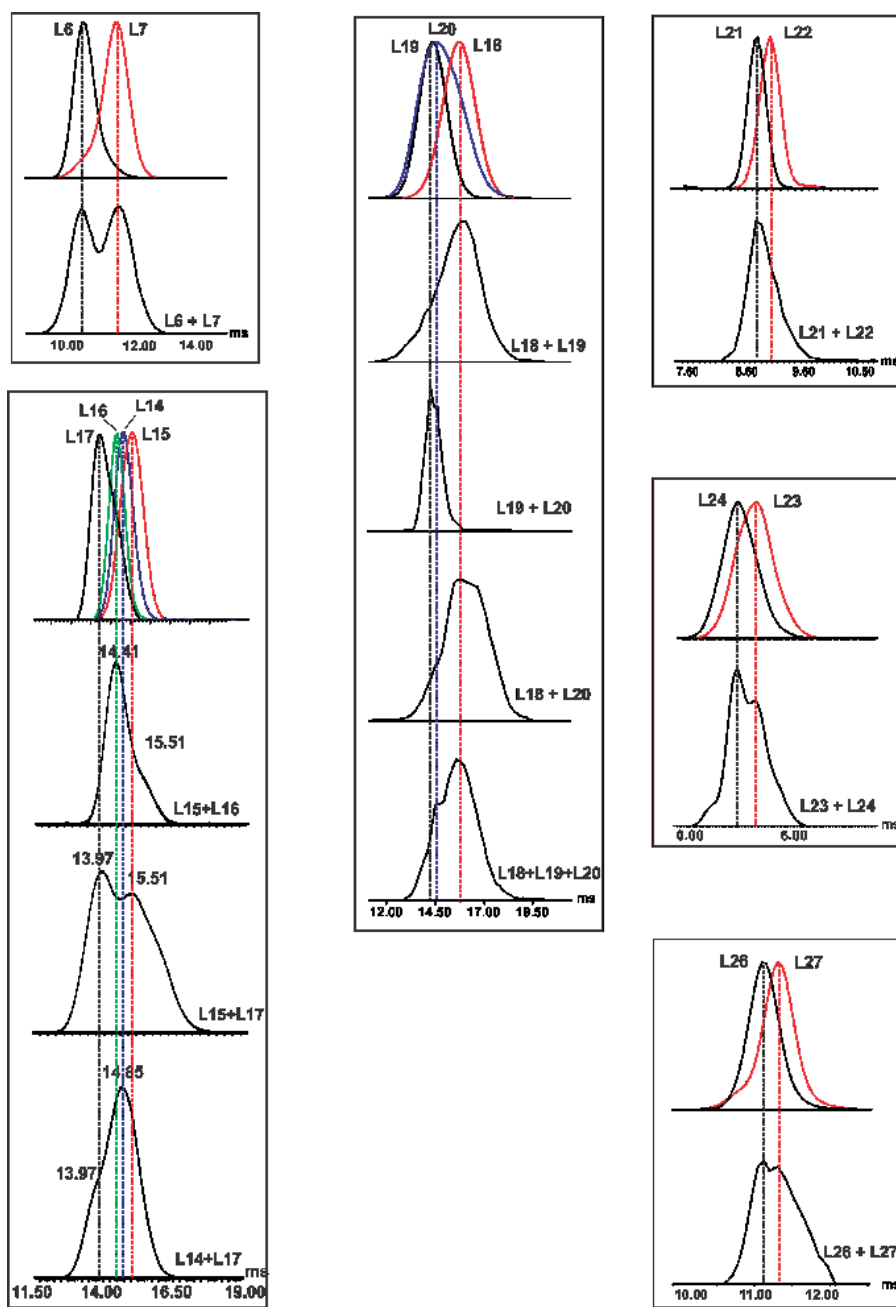 L6 L7
L6 + L7
ms
10.00 12.00 14.00
L16 L14
L17 L15
14.41
15.51
L15+L16
13.97
15.51
L15+L17
14.85
13.97
L14+L17
ms
11.50 14.00 16.50 19.00
L20
L19 L18
L18 + L19
L19 + L20
L18 + L20
L18+L19+L20
ms
12.00 14.50 17.00 19.50
L21 L22
L21 + L22
ms
7.60 8.60 9.60 10.60
L24 L23
L23 + L24
ms
0.00 6.00
L26 L27
L26 + L27
ms
10.00 11.00 12.00